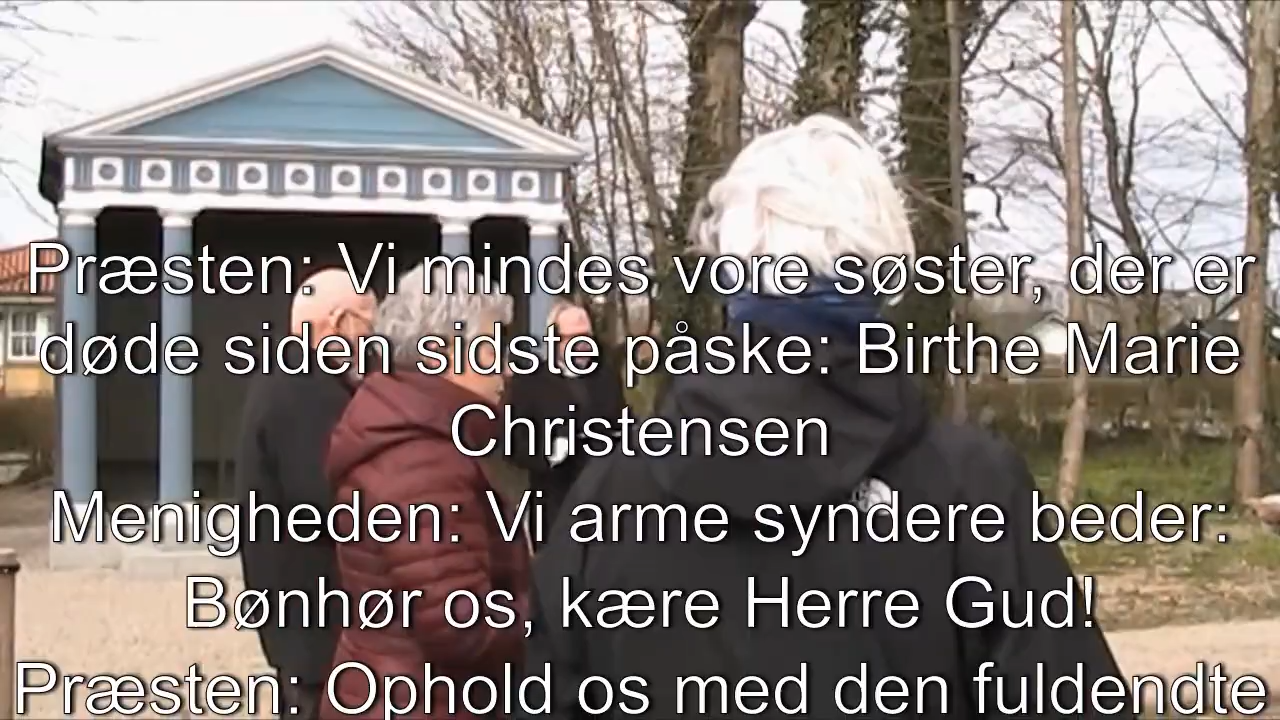 Præsten: Vi mindes vore søster, der er
døde siden sidste påske: Birthe Marie
Christensen
Menigheden: Vi arme syndere beder:
Bønhør os, kære Herre Gud!
Præsten: Ophold os med den fuldendte